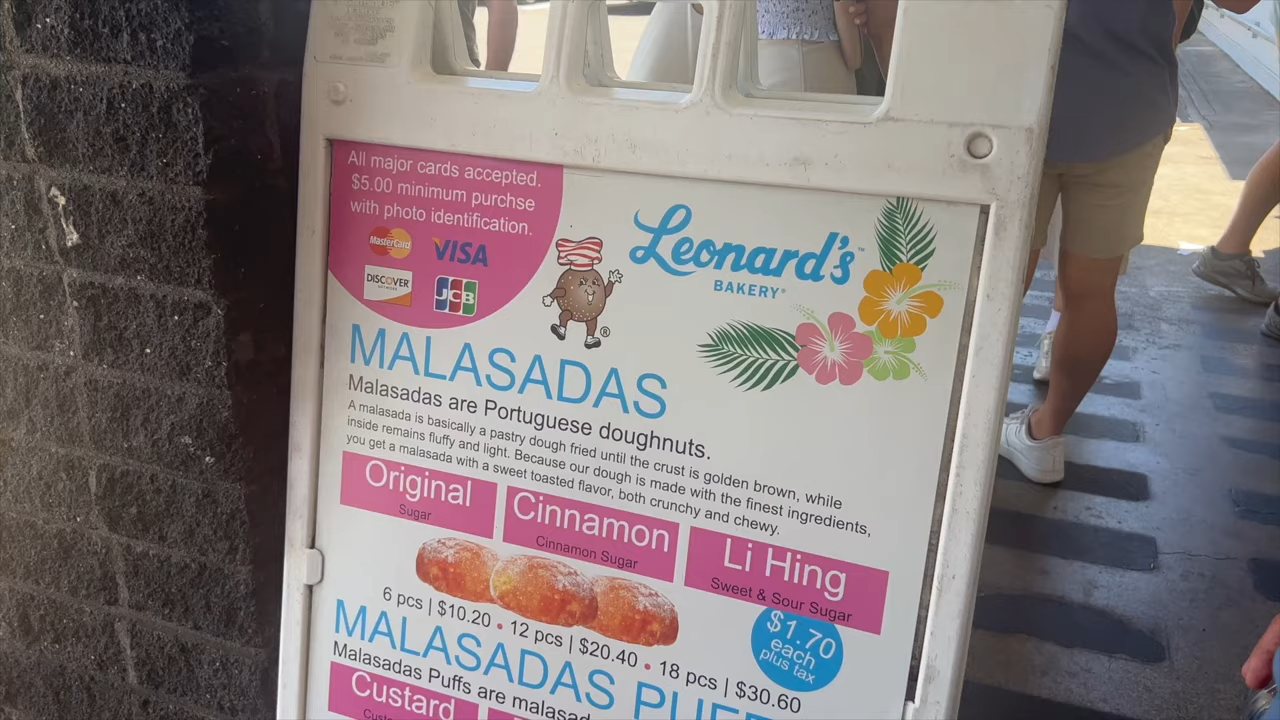 All major cards accepted.
$5.00 minimum purchse
with photo identification.
MasterCard
VISA
DISCOVER
NETWORK
JCB
Leonard's™
BAKERY®
®
MALASADAS
Malasadas are Portuguese doughnuts.
A malasada is basically a pastry dough fried until the crust is golden brown, while
inside remains fluffy and light. Because our dough is made with the finest ingredients,
you get a malasada with a sweet toasted flavor, both crunchy and chewy.
Original
Sugar
Cinnamon
Cinnamon Sugar
Li Hing
Sweet & Sour Sugar
$1.70
each
plus tax
6 pcs | $10.20 • 12 pcs | $20.40 • 18 pcs | $30.60
MALASADAS
Malasadas Puffs are
Custard